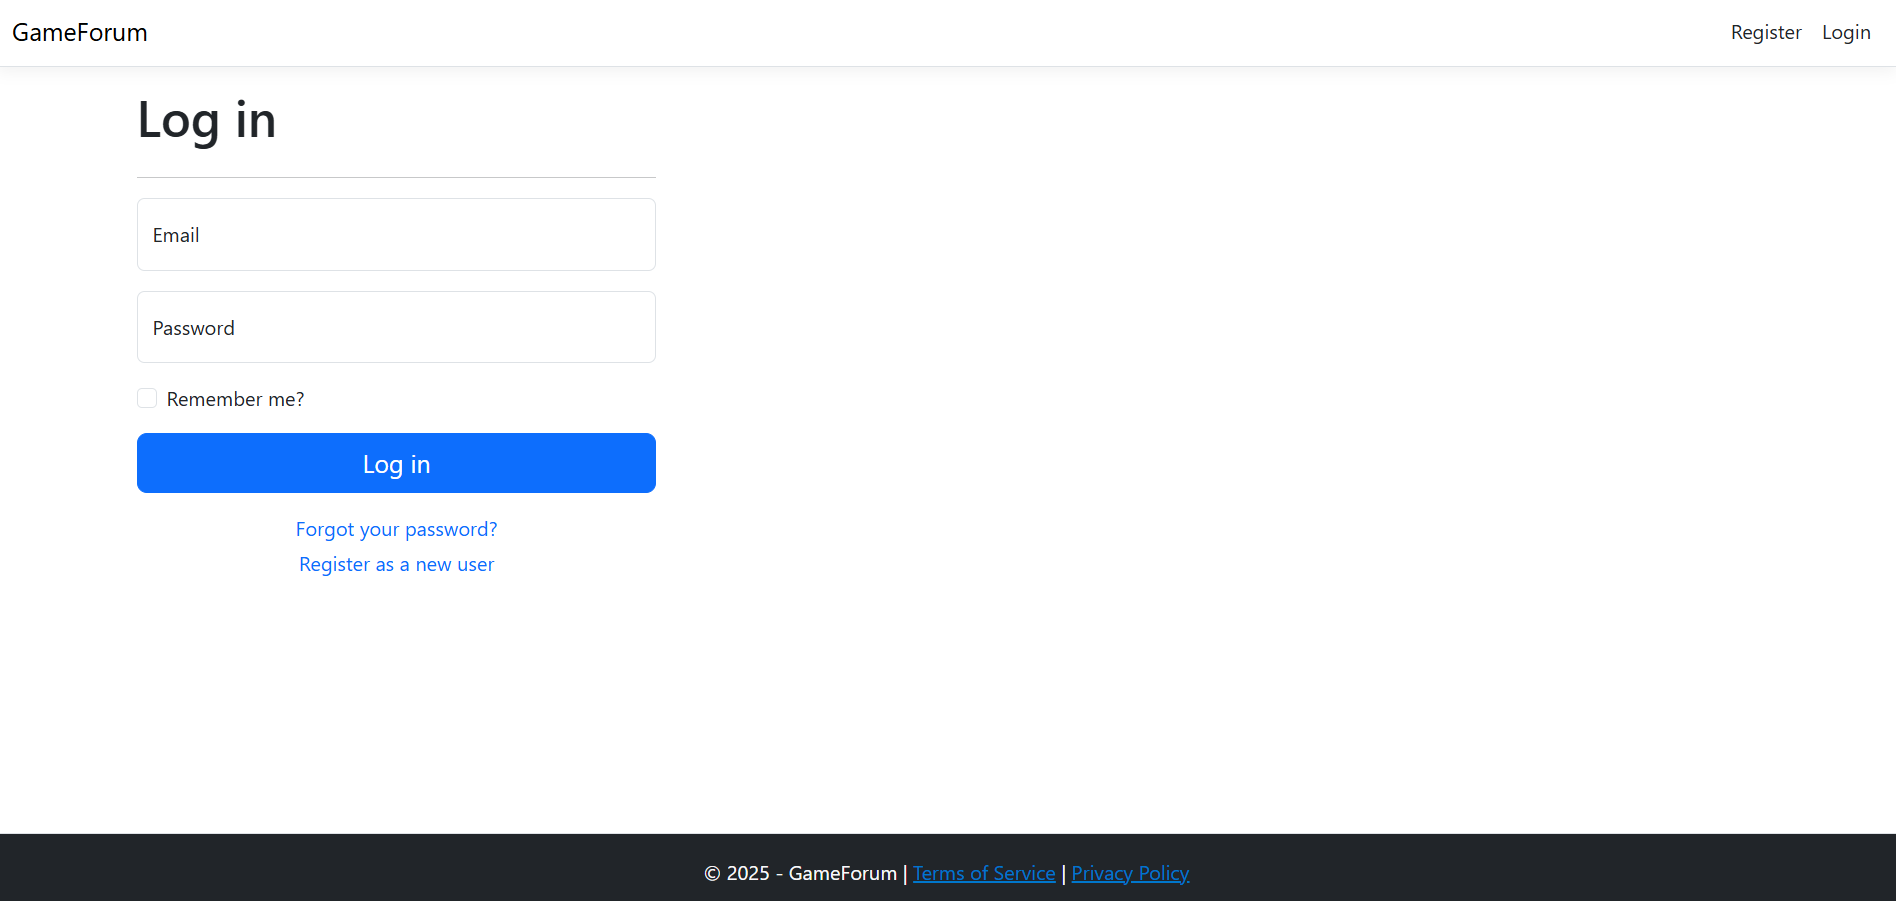 GameForum
Register Login
Log in
Email
Password
Remember me?
Log in
Forgot your password?
Register as a new user
© 2025 - GameForum | Terms of Service | Privacy Policy